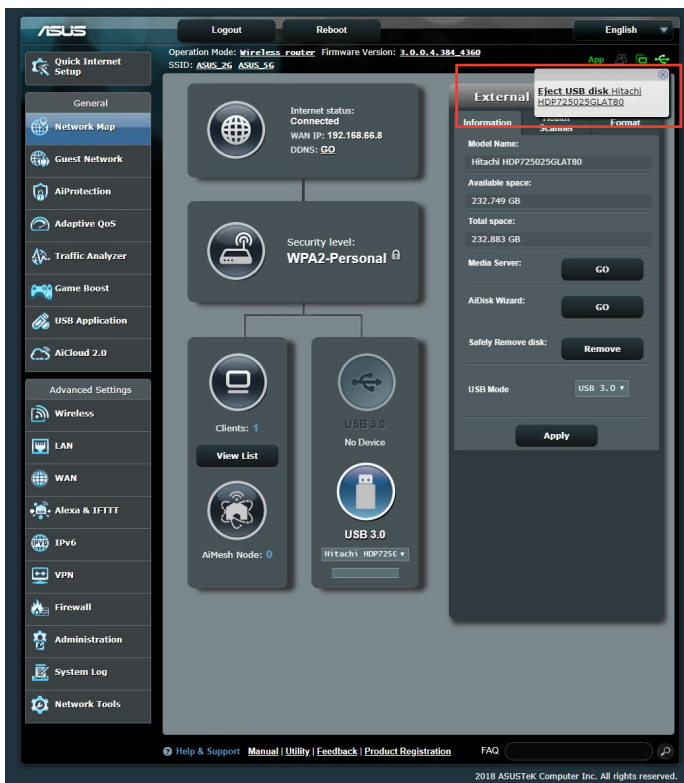 ASUS
Logout
Reboot
English
Operation Mode: Wireless router Firmware Version: 3.0.0.4.384_4360
SSID: ASUS_2G ASUS_5G
App
Quick Internet
Setup
General
Network Map
Guest Network
AiProtection
Adaptive QoS
Traffic Analyzer
Game Boost
USB Application
AiCloud 2.0
Advanced Settings
Wireless
LAN
WAN
Alexa & IFTTT
IPv6
VPN
Firewall
Administration
System Log
Network Tools
Internet status:
Connected
WAN IP: 192.168.66.8
DDNS: GO
Security level:
WPA2-Personal
Clients: 1
View List
AiMesh Node: 0
USB 3.0
No Device
USB 3.0
Hitachi HDP725
External
Eject USB disk Hitachi
HDP725025GLAT80
Information
Health
Scanner
Format
Model Name:
Hitachi HDP725025GLAT80
Available space:
232.749 GB
Total space:
232.883 GB
Media Server:
GO
AiDisk Wizard:
GO
Safely Remove disk:
Remove
USB Mode
USB 3.0
Apply
Help & Support Manual | Utility | Feedback | Product Registration
FAQ
2018 ASUSTeK Computer Inc. All rights reserved.